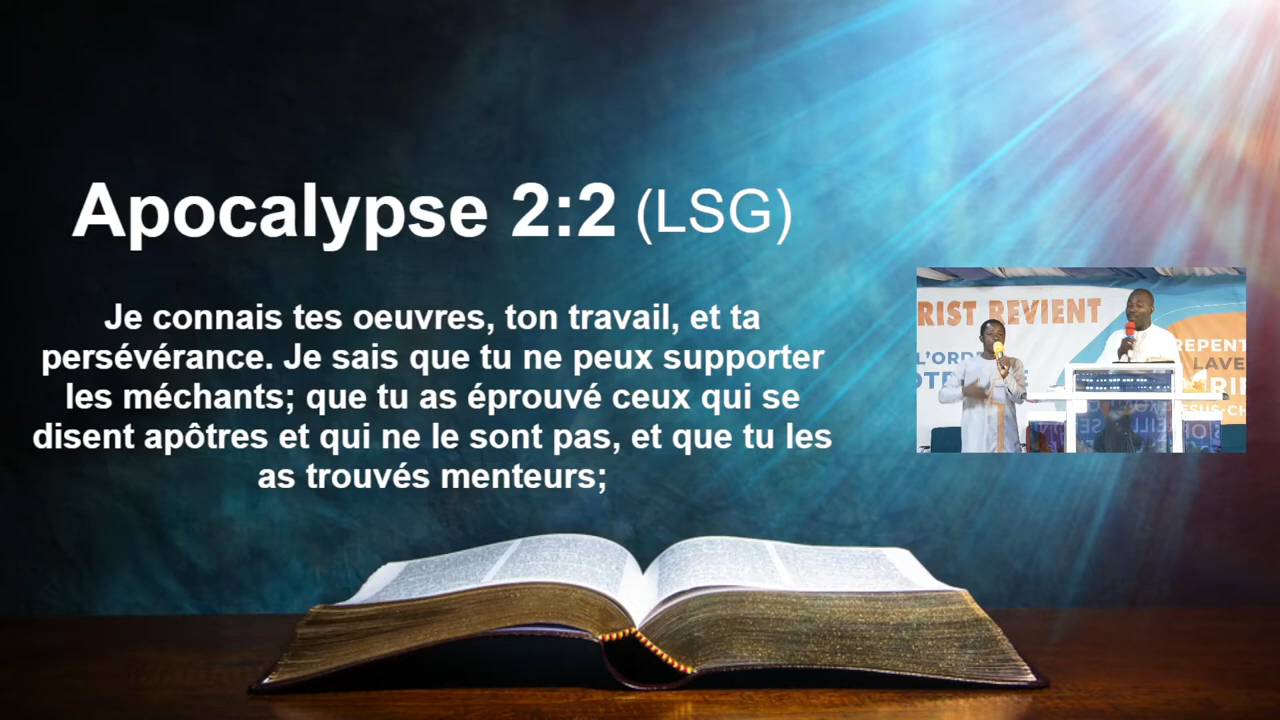 Apocalypse 2:2 (LSG)
Je connais tes oeuvres, ton travail, et ta
persévérance. Je sais que tu ne peux supporter
les méchants; que tu as éprouvé ceux qui se
disent apôtres et qui ne le sont pas, et que tu les
as trouvés menteurs;
RIST REVIENT
L'ORD
REPENT
LAVE